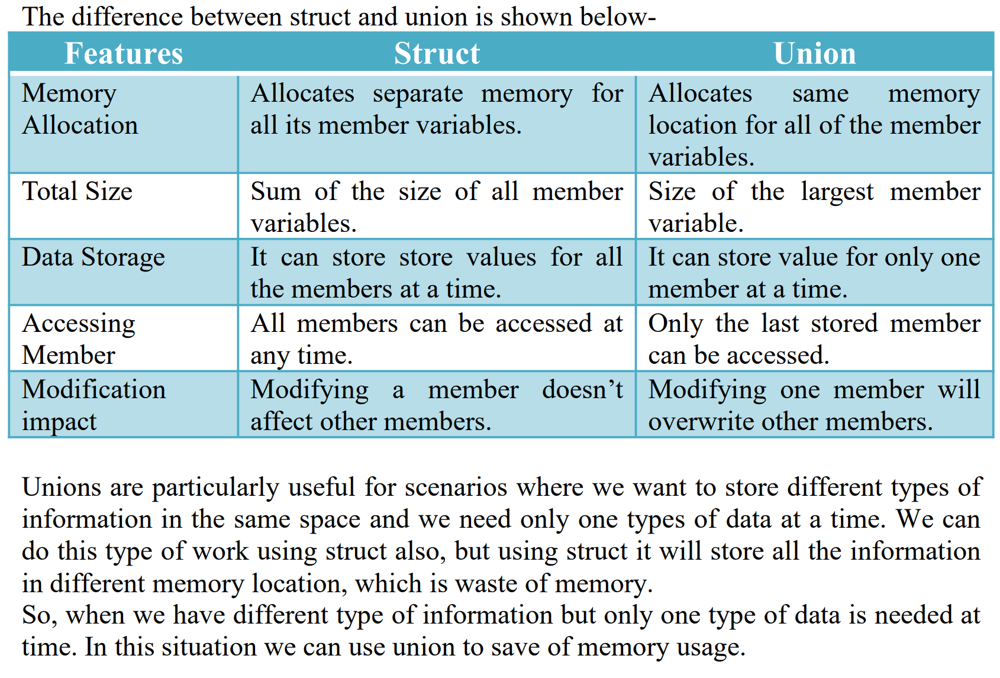 The difference between struct and union is shown below-
Features Struct Union
Memory Allocation
Allocates separate memory for
all its member variables.
Allocates same memory
location for all of the member
variables.
Total Size
Sum of the size of all member
variables.
Size of the largest member
variable.
Data Storage
It can store store values for all
the members at a time.
It can store value for only one
member at a time.
Accessing
Member
All members can be accessed at
any time.
Only the last stored member
can be accessed.
Modification
impact
Modifying a member doesn’t
affect other members.
Modifying one member will
overwrite other members.
Unions are particularly useful for scenarios where we want to store different types of
information in the same space and we need only one types of data at a time. We can
do this type of work using struct also, but using struct it will store all the information
in different memory location, which is waste of memory.
So, when we have different type of information but only one type of data is needed at
time. In this situation we can use union to save of memory usage.